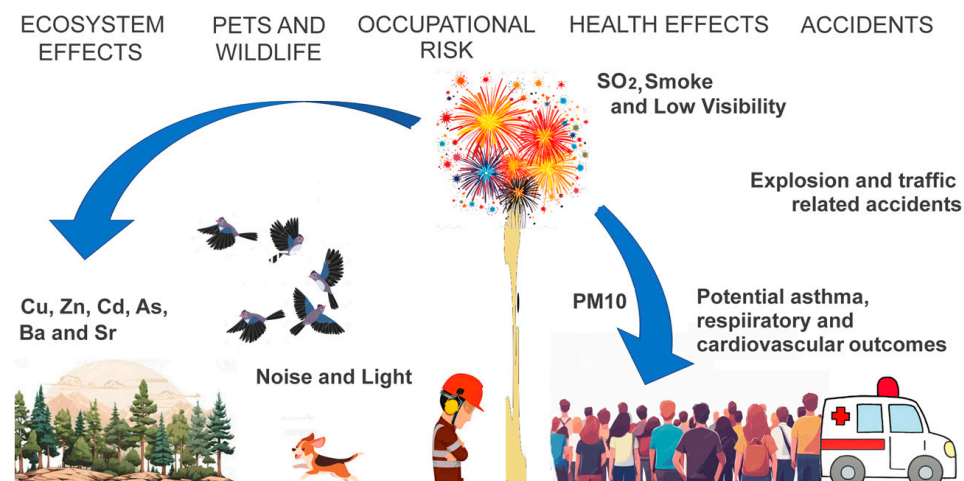 ECOSYSTEM
EFFECTS
PETS AND
WILDLIFE
OCCUPATIONAL
RISK
HEALTH EFFECTS
ACCIDENTS
SO2, Smoke
and Low Visibility
Explosion and traffic
related accidents
Cu, Zn, Cd, As,
Ba and Sr
PM10
Potential asthma,
respiiratory and
cardiovascular outcomes
Noise and Light